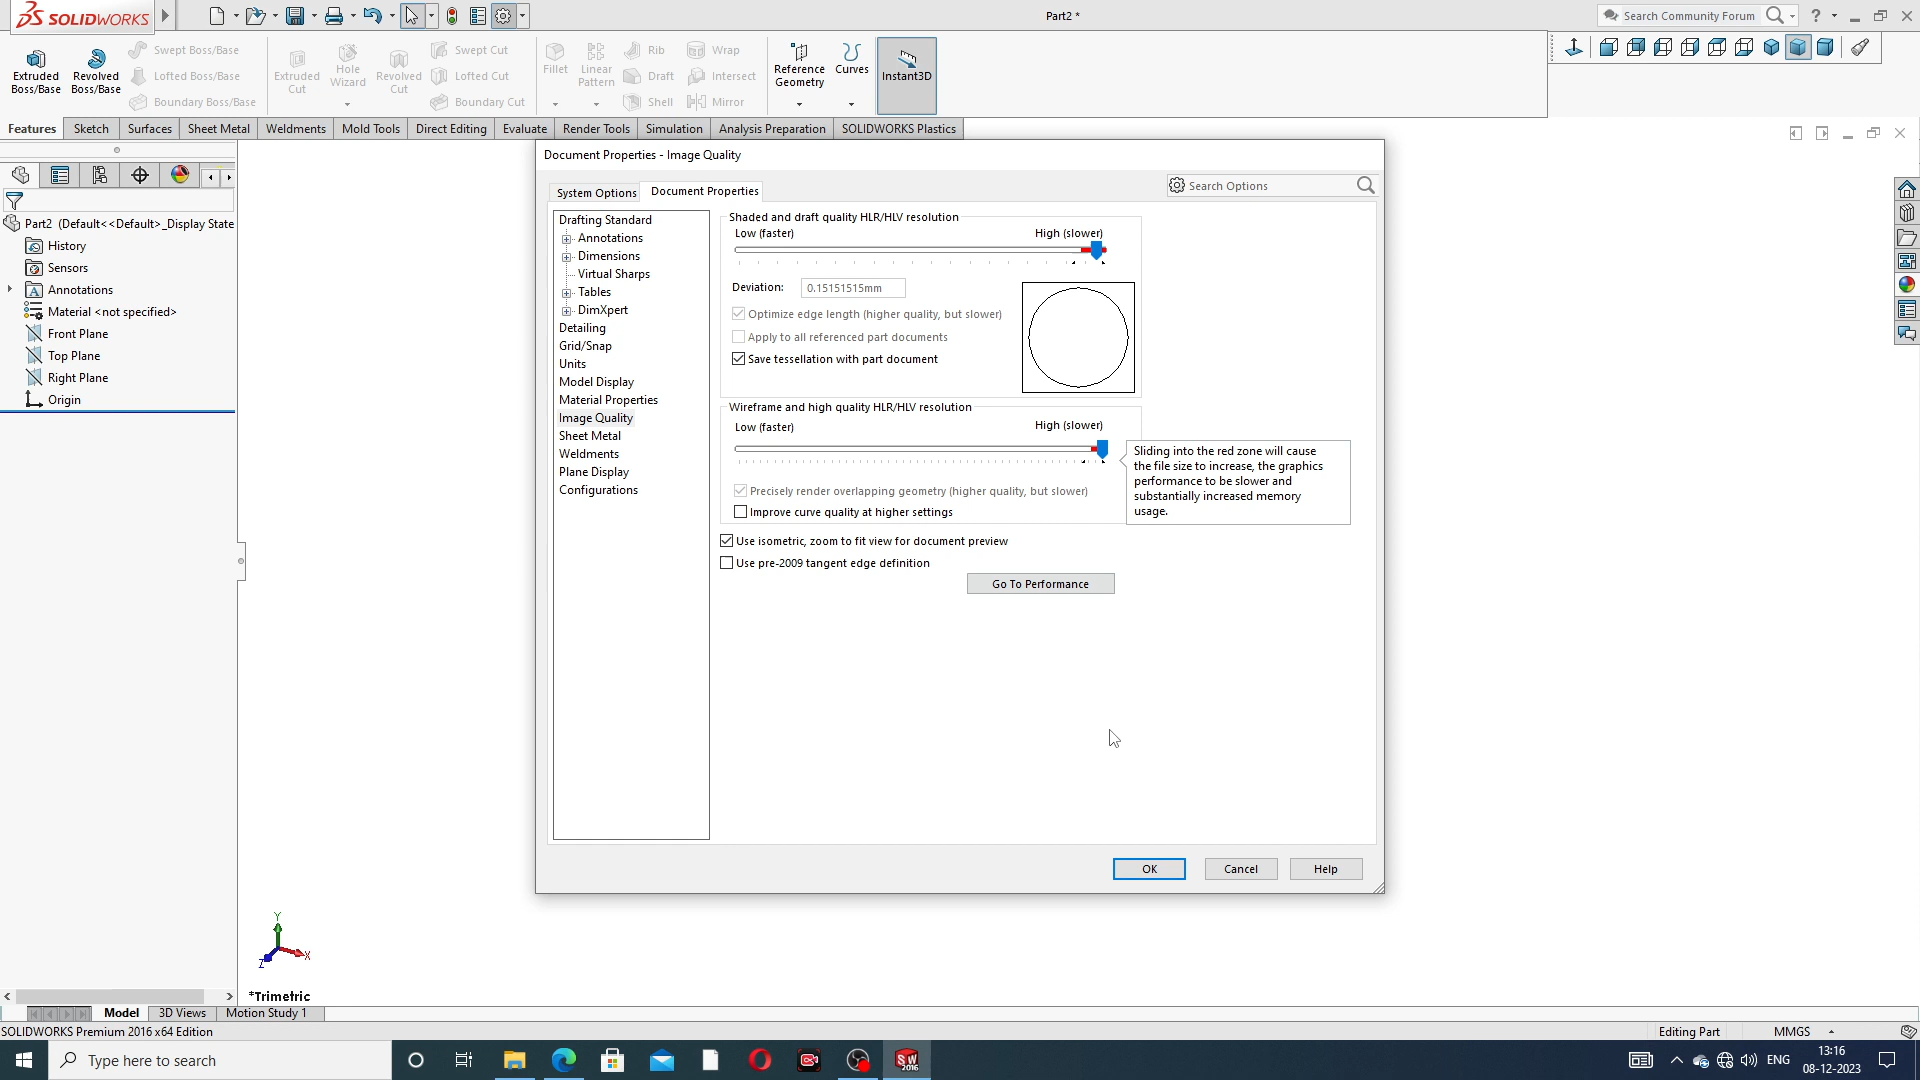 SOLIDWORKS
Part2 *
Search Community Forum
?
Extruded Boss/Base
Revolved Boss/Base
Swept Boss/Base
Lofted Boss/Base
Boundary Boss/Base
Extruded Cut
Hole Wizard
Revolved Cut
Swept Cut
Lofted Cut
Boundary Cut
Fillet
Linear Pattern
Rib
Draft
Shell
Wrap
Intersect
Mirror
Reference Geometry
Curves
Instant3D
Features
Sketch
Surfaces
Sheet Metal
Weldments
Mold Tools
Direct Editing
Evaluate
Render Tools
Simulation
Analysis Preparation
SOLIDWORKS Plastics
Part2 (Default<<Default>_Display State
History
Sensors
Annotations
Material <not specified>
Front Plane
Top Plane
Right Plane
Origin
Document Properties - Image Quality
System Options
Document Properties
Search Options
Drafting Standard
Annotations
Dimensions
Virtual Sharps
Tables
DimXpert
Detailing
Grid/Snap
Units
Model Display
Material Properties
Image Quality
Sheet Metal
Weldments
Plane Display
Configurations
Shaded and draft quality HLR/HLV resolution
Low (faster)
High (slower)
Deviation:
0.15151515mm
Optimize edge length (higher quality, but slower)
Apply to all referenced part documents
Save tessellation with part document
Wireframe and high quality HLR/HLV resolution
Low (faster)
High (slower)
Precisely render overlapping geometry (higher quality, but slower)
Improve curve quality at higher settings
Sliding into the red zone will cause
the file size to increase, the graphics
performance to be slower and
substantially increased memory
usage.
Use isometric, zoom to fit view for document preview
Use pre-2009 tangent edge definition
Go To Performance
OK
Cancel
Help
Y
X
Z
*Trimetric
Model
3D Views
Motion Study 1
SOLIDWORKS Premium 2016 x64 Edition
Editing Part
MMGS
Type here to search
SW
2016
ENG
13:16
08-12-2023